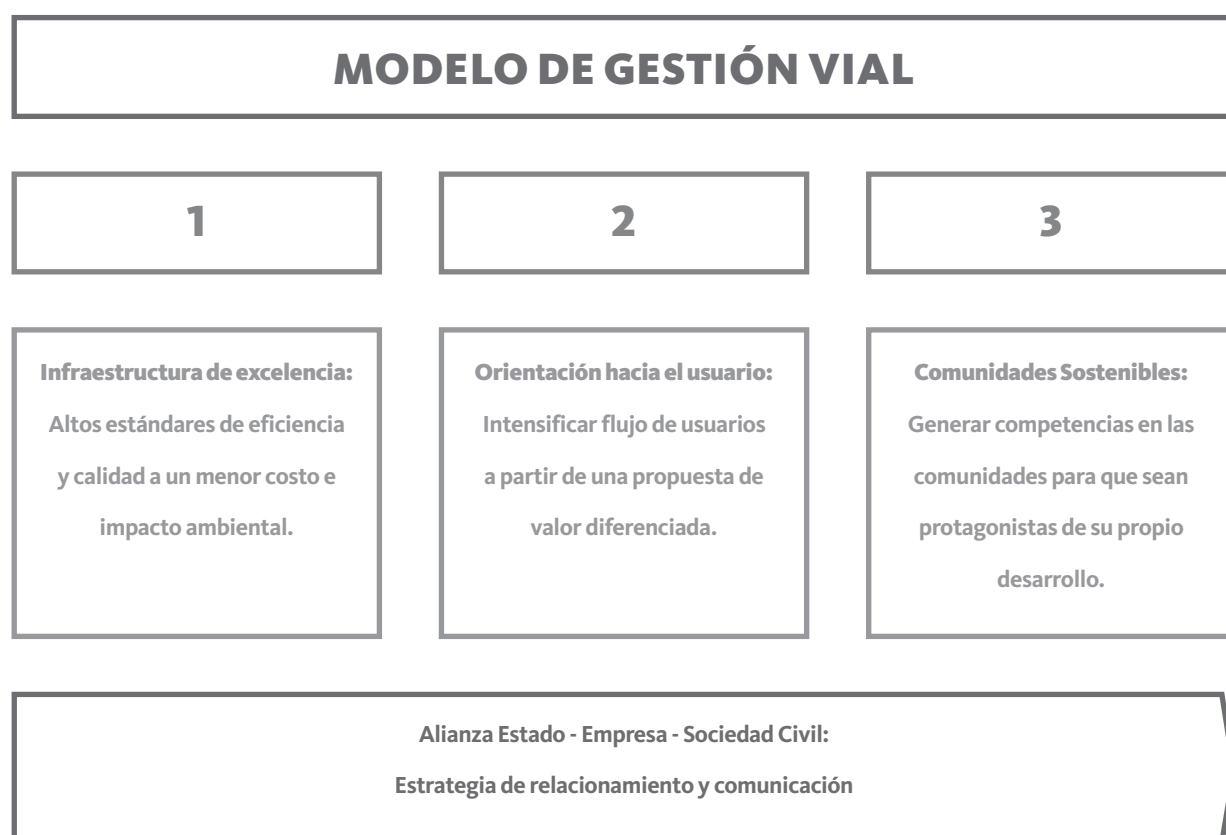 MODELO DE GESTIÓN VIAL
1
2
3
Infraestructura de excelencia:
Altos estándares de eficiencia
y calidad a un menor costo e
impacto ambiental.
Orientación hacia el usuario:
Intensificar flujo de usuarios
a partir de una propuesta de
valor diferenciada.
Comunidades Sostenibles:
Generar competencias en las
comunidades para que sean
protagonistas de su propio
desarrollo.
Alianza Estado - Empresa - Sociedad Civil:
Estrategia de relacionamiento y comunicación